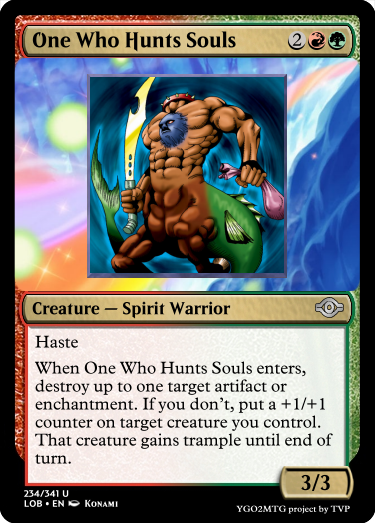 One Who Hunts Souls 2
Creature — Spirit Warrior
Haste
When One Who Hunts Souls enters,
destroy up to one target artifact or
enchantment. If you don't, put a +1/+1
counter on target creature you control.
That creature gains trample until end of
turn.
3/3
234/341 U
LOB • EN Konami
YGO2MTG project by TVP